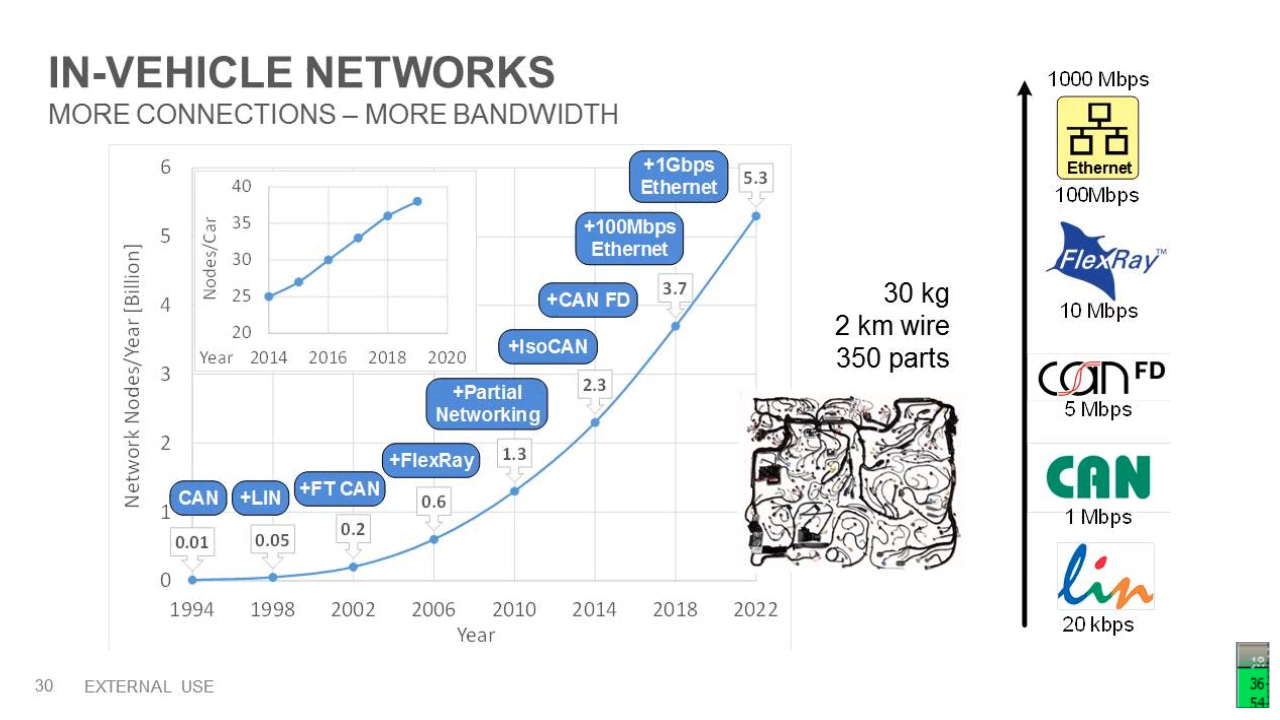 IN-VEHICLE NETWORKS
MORE CONNECTIONS – MORE BANDWIDTH
Network Nodes/Year [Billion]
6
5
4
3
2
1
0
1994
1998
2002
2006
2010
2014
2018
2022
Year
Nodes/Car
40
35
30
25
20
Year
2014
2016
2018
2020
CAN
+LIN
+FT CAN
+FlexRay
+Partial
Networking
+IsoCAN
+CAN FD
+100Mbps
Ethernet
+1Gbps
Ethernet
0.01
0.05
0.2
0.6
1.3
2.3
3.7
5.3
30 kg
2 km wire
350 parts
1000 Mbps
Ethernet
100Mbps
FlexRay™
10 Mbps
CAN FD
5 Mbps
CAN
1 Mbps
lin
20 kbps
30 EXTERNAL USE
19
36
54